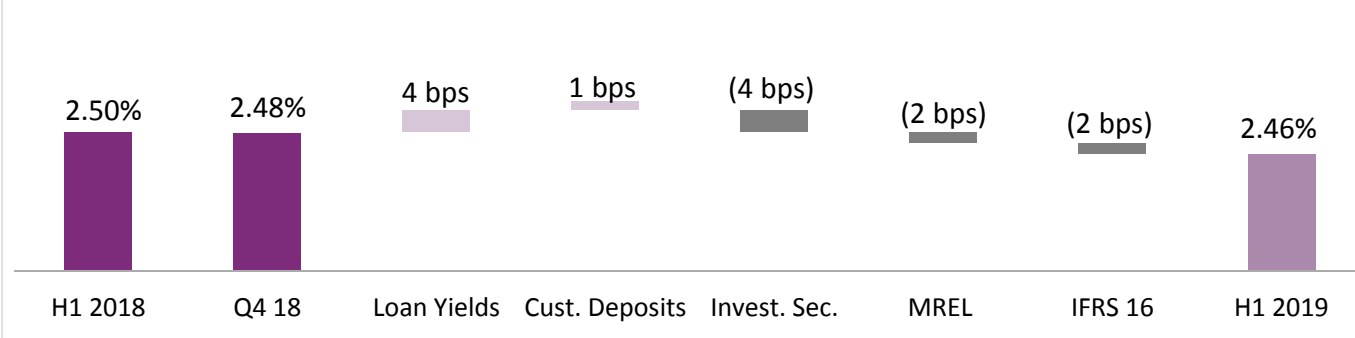 2.50%
2.48%
4 bps
1 bps
(4 bps)
(2 bps)
(2 bps)
2.46%
H1 2018
Q4 18
Loan Yields
Cust. Deposits
Invest. Sec.
MREL
IFRS 16
H1 2019